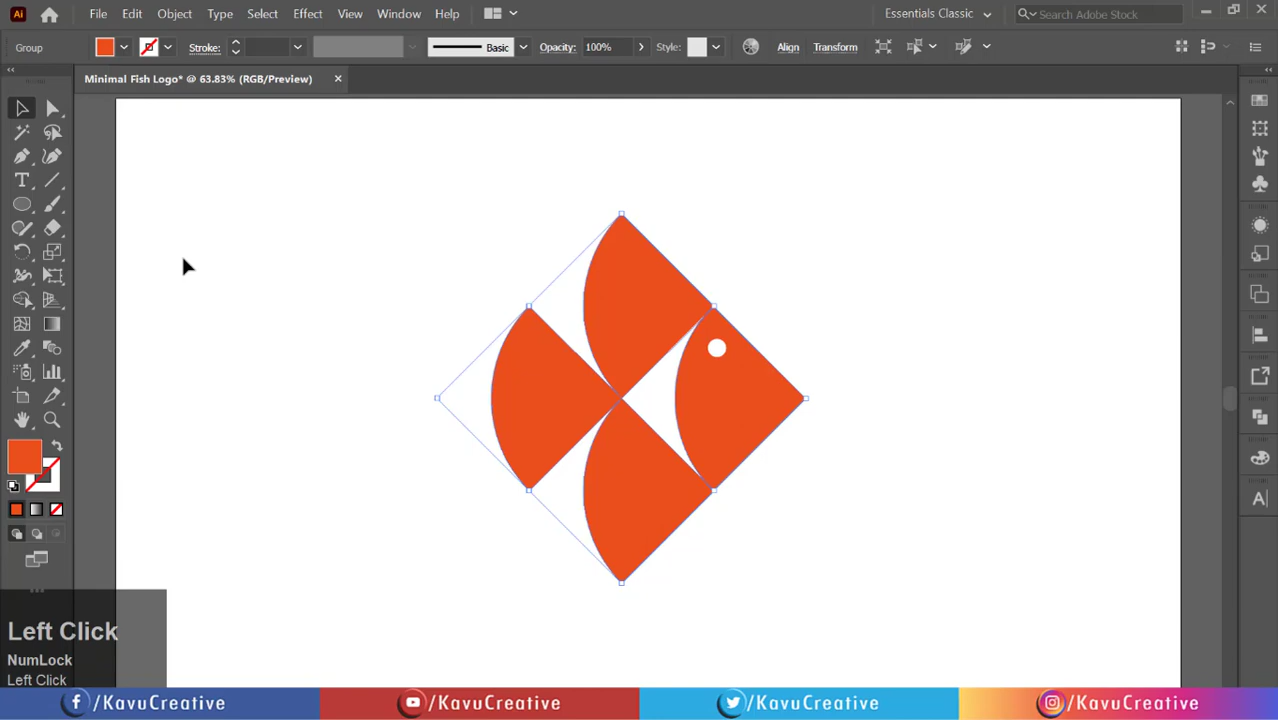 Ai File Edit Object Type Select Effect View Window Help Essentials Classic Search Adobe Stock
Group Stroke: Basic Opacity: 100% Style: Align Transform
Minimal Fish Logo* @ 63.83% (RGB/Preview) ×
Left Click
NumLock
Left Click
/KavuCreative /KavuCreative /KavuCreative /KavuCreative